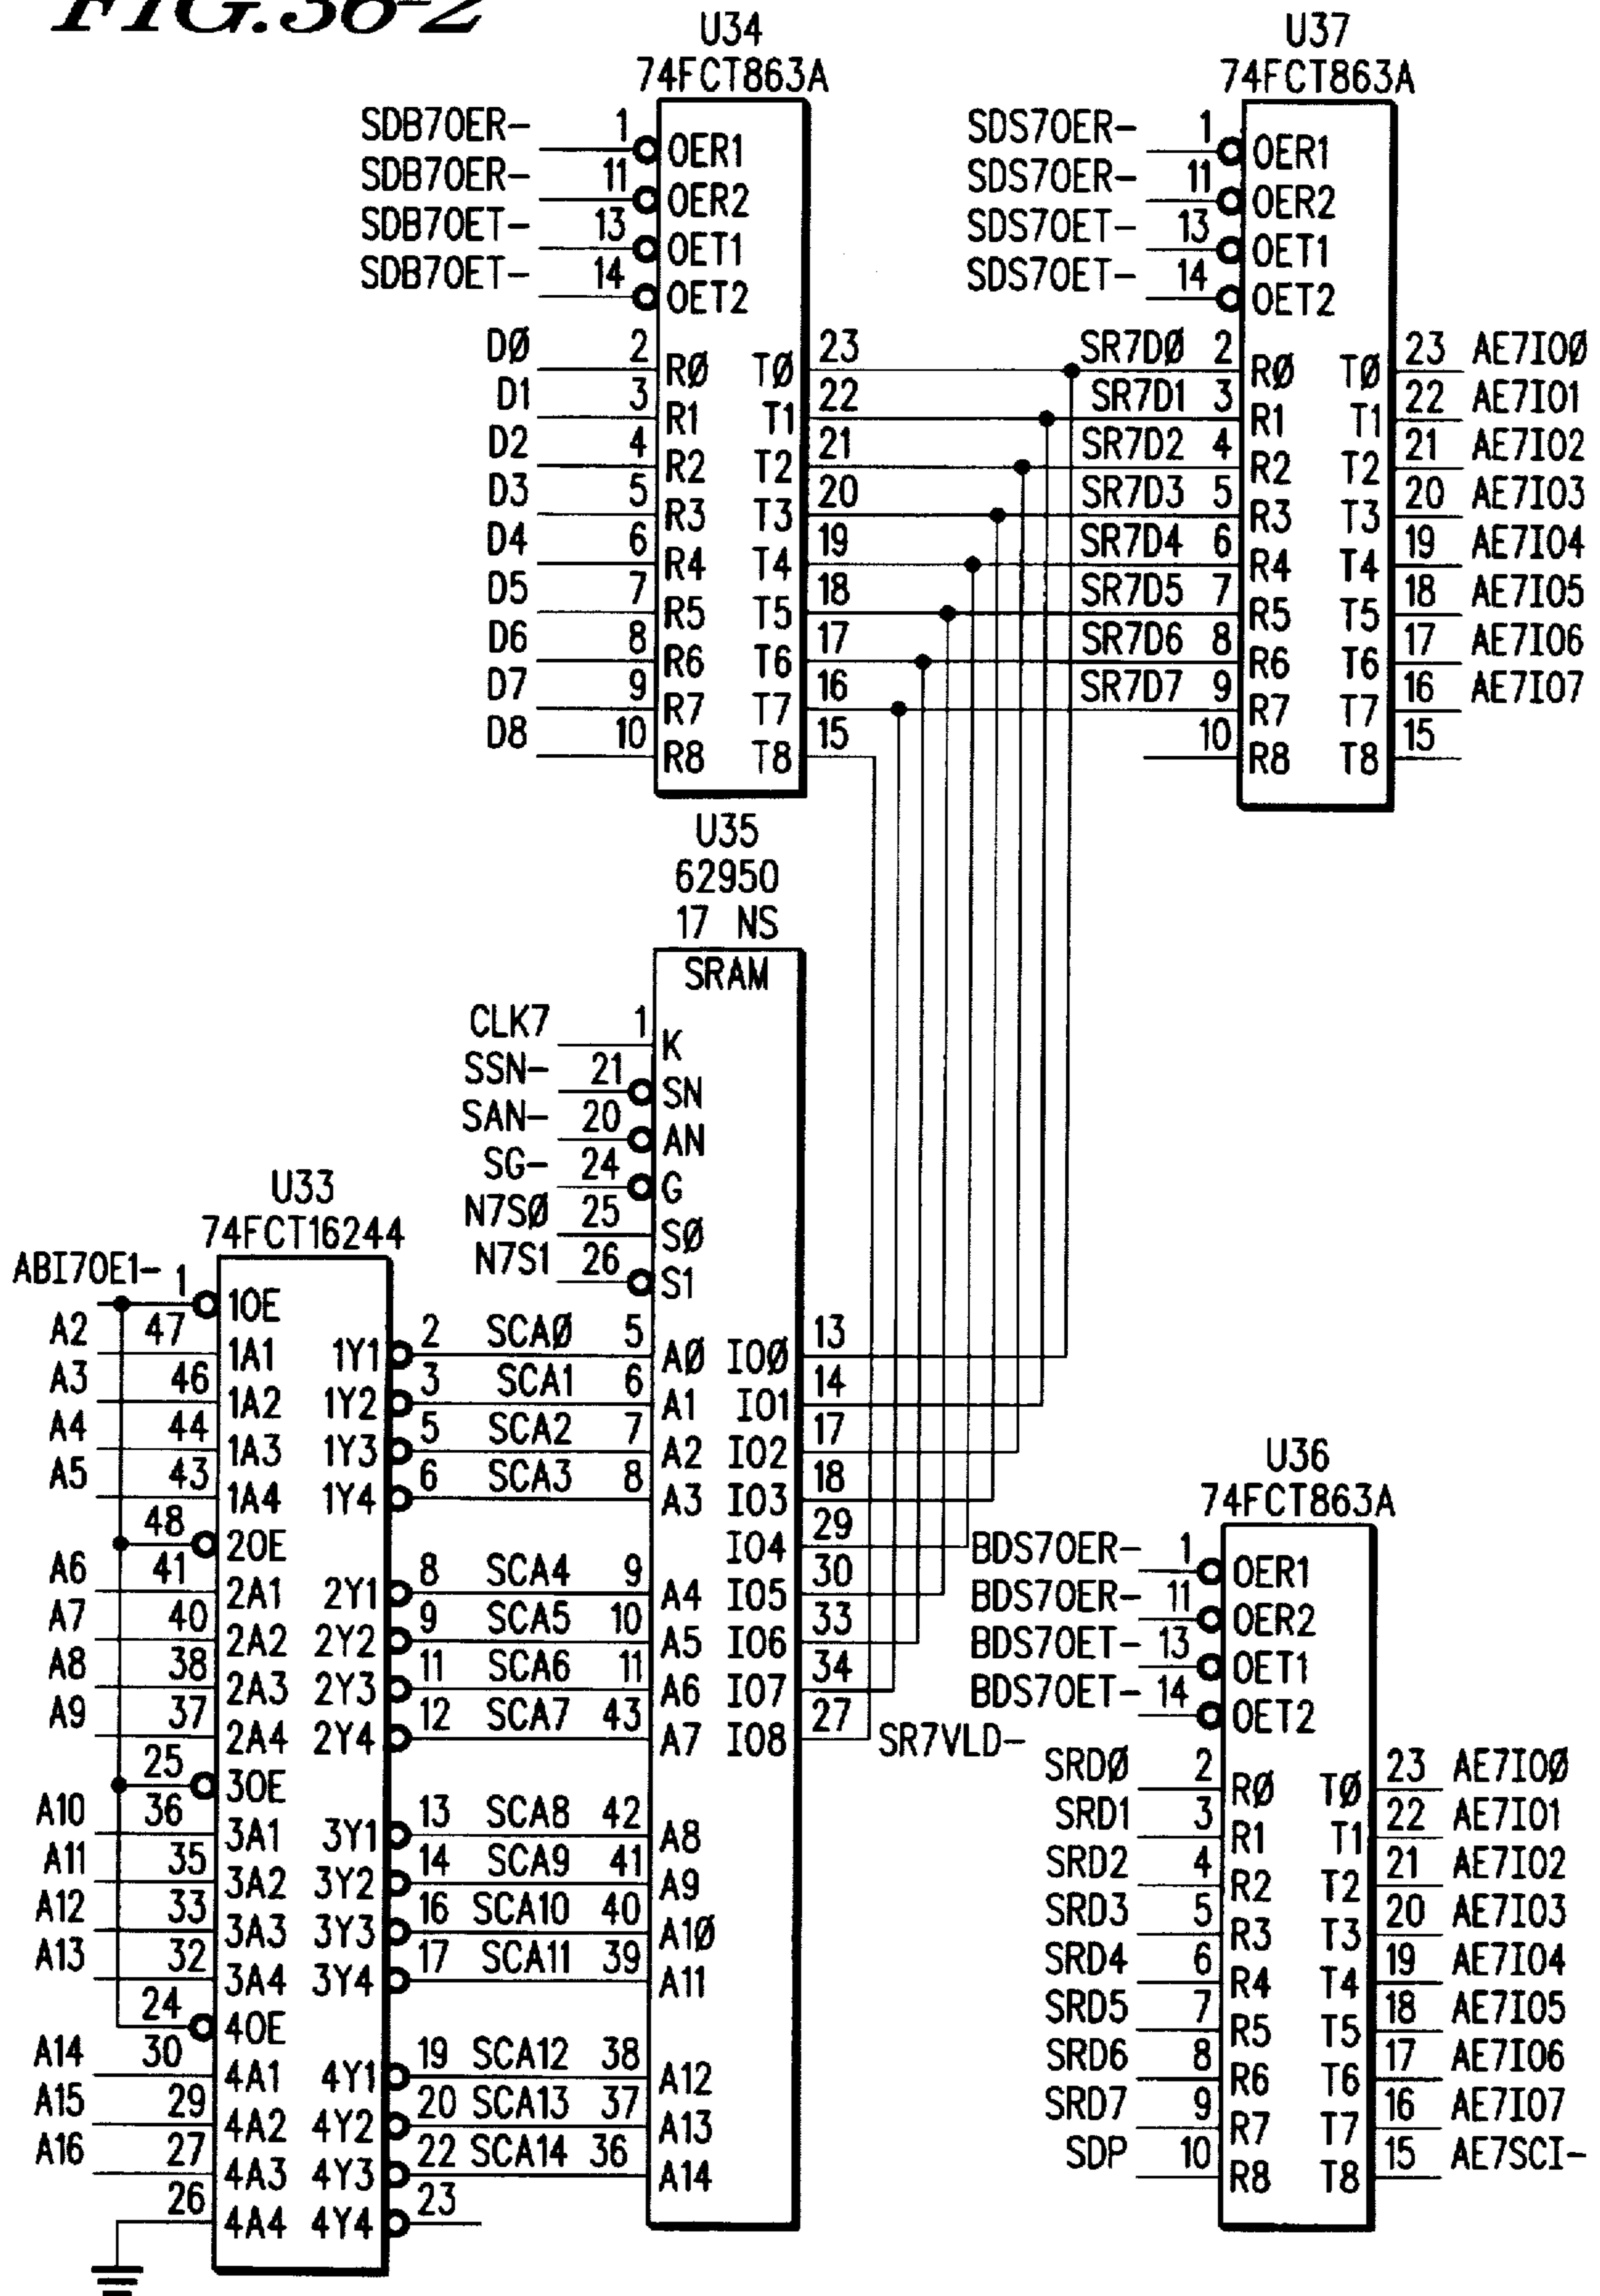 FIG.36-2
U34
74FCT863A
SDB7OER- 1 OER1
SDB7OER- 11 OER2
SDB7OET- 13 OET1
SDB7OET- 14 OET2
DØ 2 RØ TØ 23
D1 3 R1 T1 22
D2 4 R2 T2 21
D3 5 R3 T3 20
D4 6 R4 T4 19
D5 7 R5 T5 18
D6 8 R6 T6 17
D7 9 R7 T7 16
D8 10 R8 T8 15
U37
74FCT863A
SDS7OER- 1 OER1
SDS7OER- 11 OER2
SDS7OET- 13 OET1
SDS7OET- 14 OET2
SR7DØ 2 RØ TØ 23 AE7IOØ
SR7D1 3 R1 T1 22 AE7IO1
SR7D2 4 R2 T2 21 AE7IO2
SR7D3 5 R3 T3 20 AE7IO3
SR7D4 6 R4 T4 19 AE7IO4
SR7D5 7 R5 T5 18 AE7IO5
SR7D6 8 R6 T6 17 AE7IO6
SR7D7 9 R7 T7 16 AE7IO7
10 R8 T8 15
U35
62950
17 NS
SRAM
CLK7 1 K
SSN- 21 SN
SAN- 20 AN
SG- 24 G
N7SØ 25 SØ
N7S1 26 S1
SCAØ 5 AØ IOØ 13
SCA1 6 A1 IO1 14
SCA2 7 A2 IO2 17
SCA3 8 A3 IO3 18
IO4 29
SCA4 9 A4 IO5 30
SCA5 10 A5 IO6 33
SCA6 11 A6 IO7 34
SCA7 43 A7 IO8 27 SR7VLD-
SCA8 42 A8
SCA9 41 A9
SCA10 40 A1Ø
SCA11 39 A11
SCA12 38 A12
SCA13 37 A13
SCA14 36 A14
U33
74FCT16244
ABI7OE1- 1 1OE
A2 47 1A1 1Y1 2
A3 46 1A2 1Y2 3
A4 44 1A3 1Y3 5
A5 43 1A4 1Y4 6
48 2OE
A6 41 2A1 2Y1 8
A7 40 2A2 2Y2 9
A8 38 2A3 2Y3 11
A9 37 2A4 2Y4 12
25 3OE
A10 36 3A1 3Y1 13
A11 35 3A2 3Y2 14
A12 33 3A3 3Y3 16
A13 32 3A4 3Y4 17
24 4OE
A14 30 4A1 4Y1 19
A15 29 4A2 4Y2 20
A16 27 4A3 4Y3 22
26 4A4 4Y4 23
U36
74FCT863A
BDS7OER- 1 OER1
BDS7OER- 11 OER2
BDS7OET- 13 OET1
BDS7OET- 14 OET2
SRDØ 2 RØ TØ 23 AE7IOØ
SRD1 3 R1 T1 22 AE7IO1
SRD2 4 R2 T2 21 AE7IO2
SRD3 5 R3 T3 20 AE7IO3
SRD4 6 R4 T4 19 AE7IO4
SRD5 7 R5 T5 18 AE7IO5
SRD6 8 R6 T6 17 AE7IO6
SRD7 9 R7 T7 16 AE7IO7
SDP 10 R8 T8 15 AE7SCI-